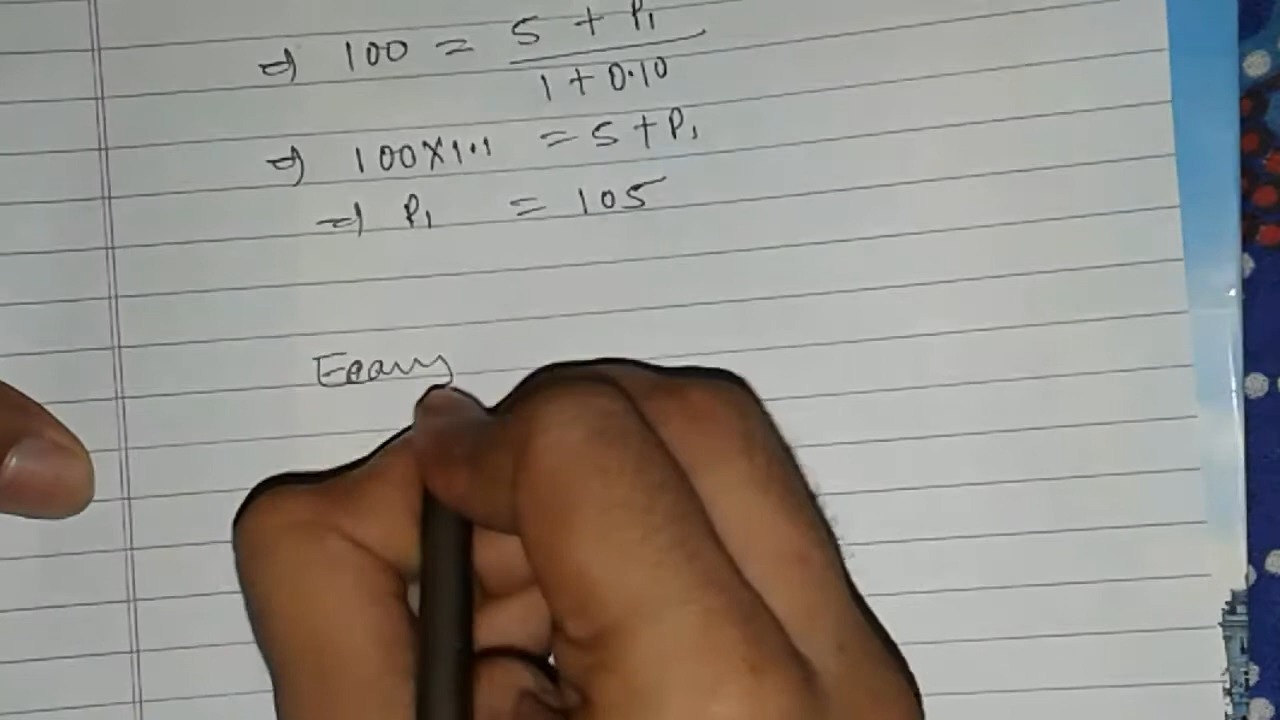 ⇒ 100 = 5 + P₁ / 1 + 0.10
⇒ 100×1.1 = 5 + P₁
⇒ P₁ = 105